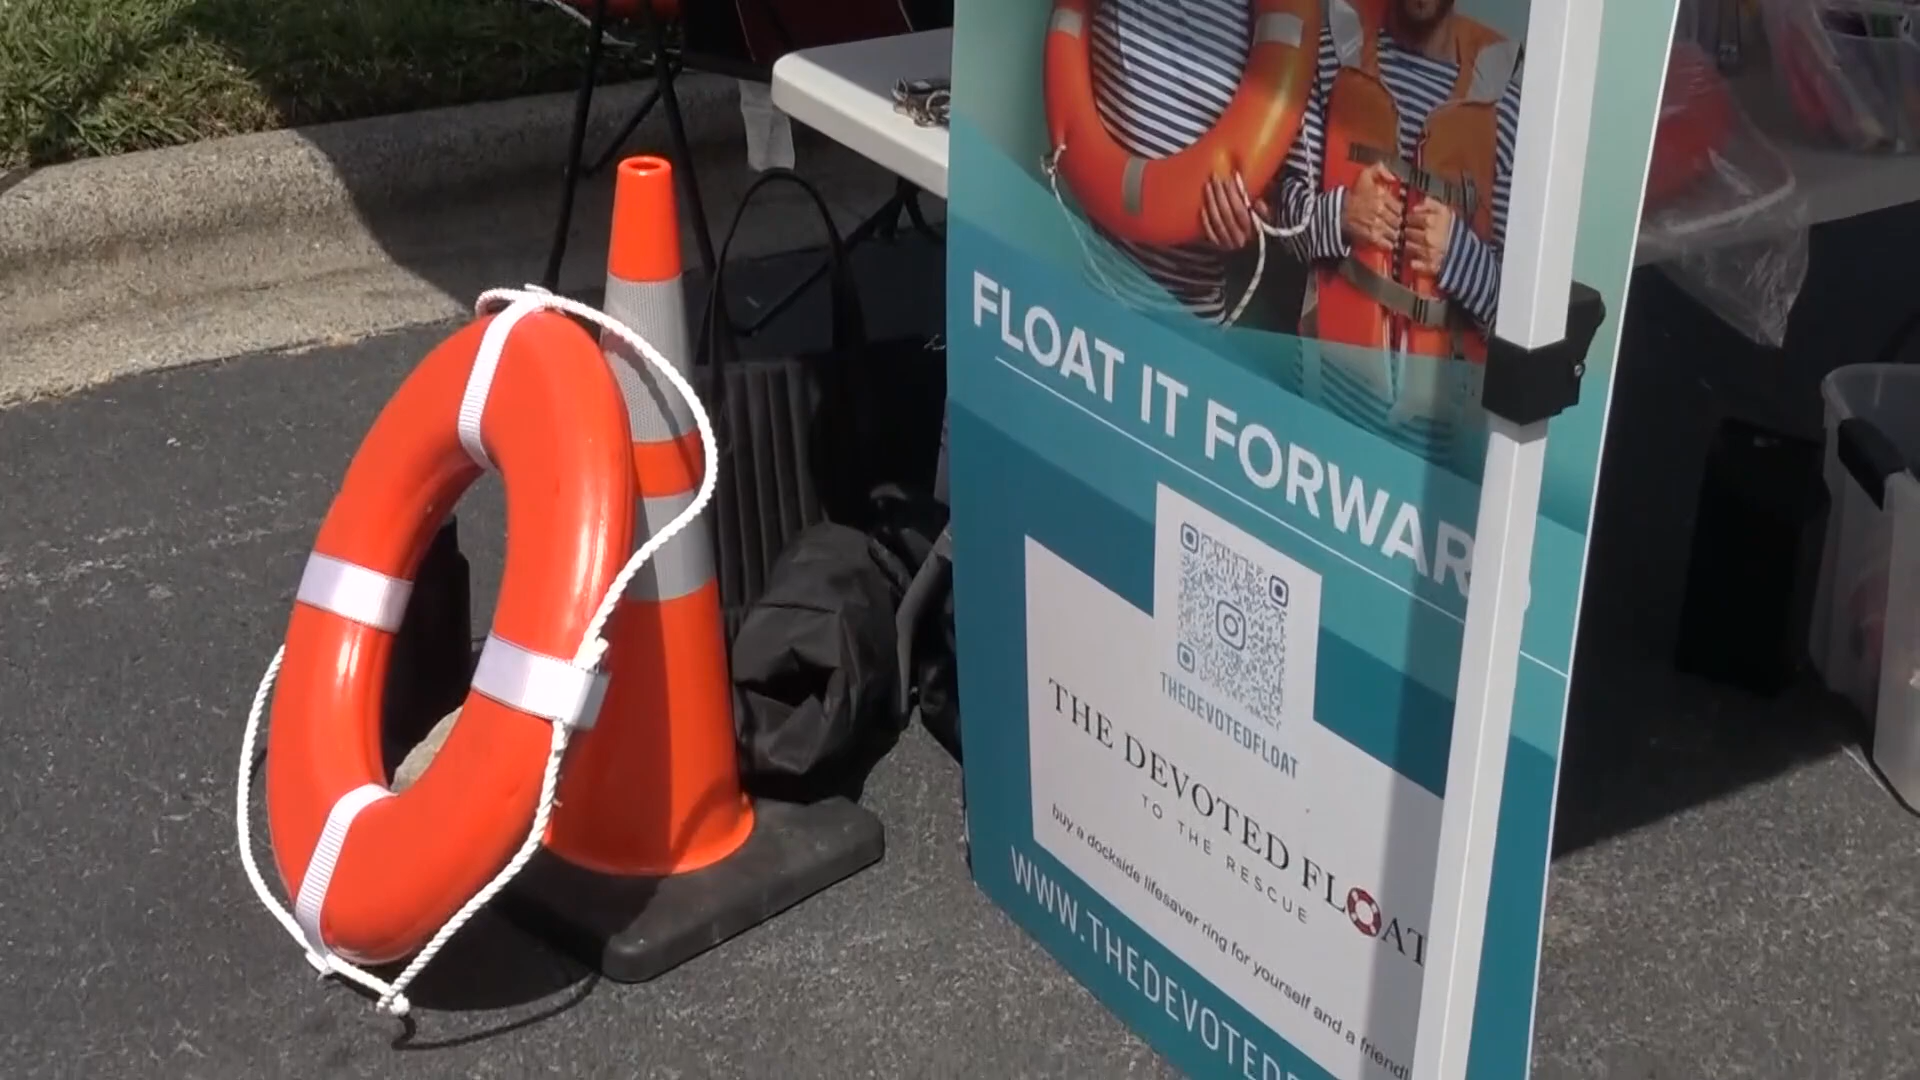 FLOAT IT FORWAR
THEDEVOTEDFLOAT
THE DEVOTED FLOAT
TO THE RESCUE
buy a dockside lifesaver ring for yourself and a friend!
WWW.THEDEVOTED